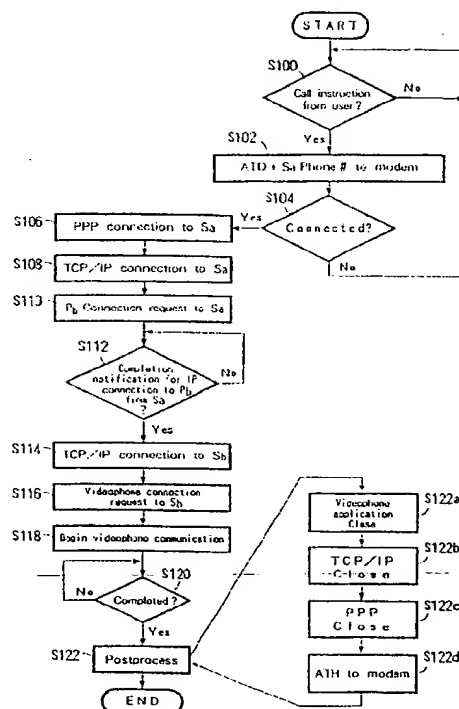 START
S100
Call instruction
from user?
No
Yes
S102
ATD + Sa Phone # to modem
S104
Connected?
Yes
No
S106
PPP connection to Sa
S108
TCP/IP connection to Sa
S113
Pb Connection request to Sa
S112
Completion
notification for IP
connection to Pb
from Sa
?
No
Yes
S114
TCP/IP connection to Sb
S116
Videophone connection
request to Sb
S118
Begin videophone communication
S120
Completed?
No
Yes
S122
Postprocess
END
Videophone
application
Close
S122a
TCP/IP
Close
S122b
PPP
Close
S122c
ATH to modem
S122d